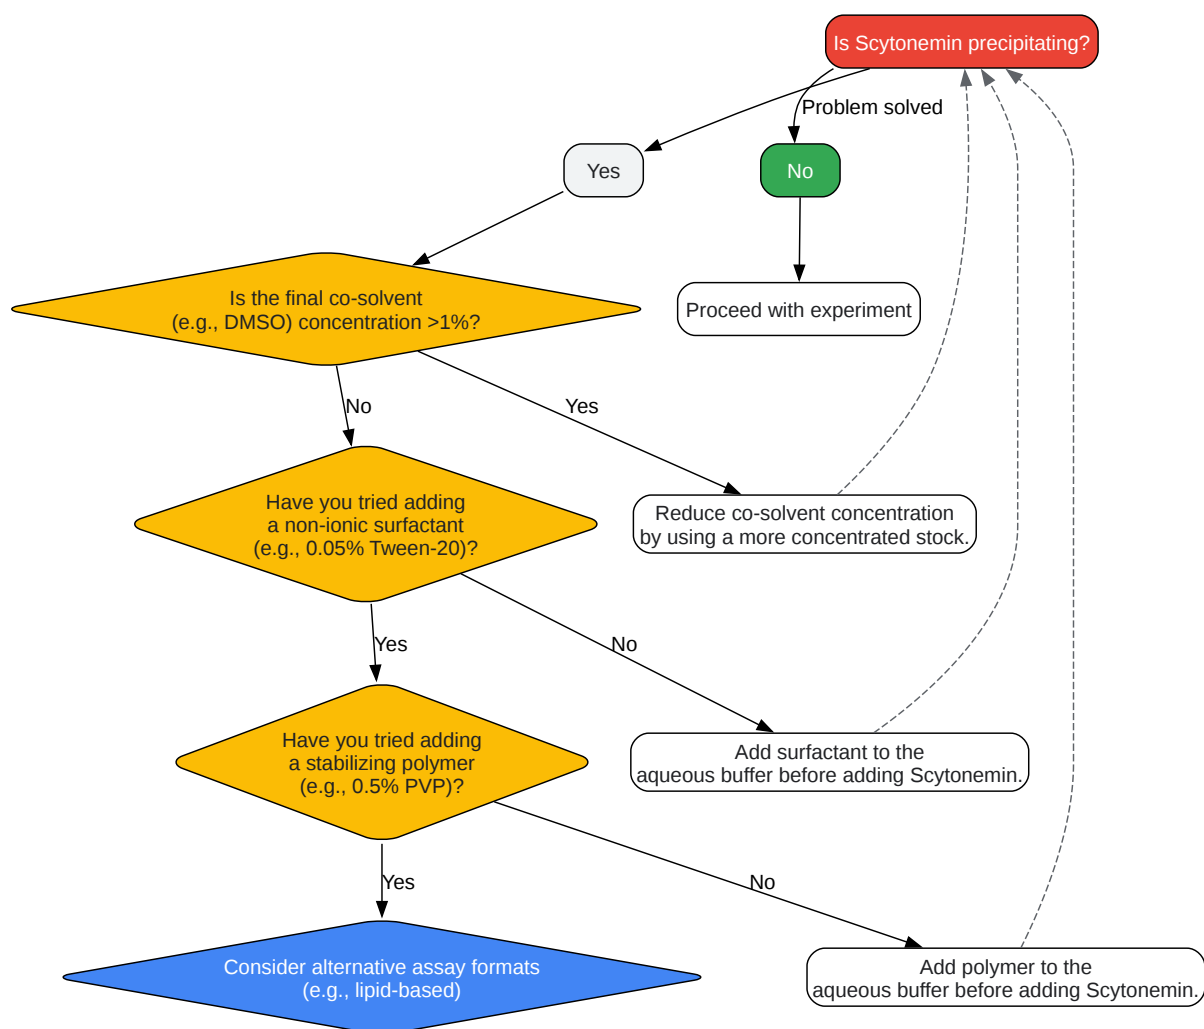 Is Scytonemin precipitating?
Problem solved
Yes
No
Is the final co-solvent
(e.g., DMSO) concentration >1%?
Proceed with experiment
No
Yes
Have you tried adding
a non-ionic surfactant
(e.g., 0.05% Tween-20)?
Reduce co-solvent concentration
by using a more concentrated stock.
Yes
No
Have you tried adding
a stabilizing polymer
(e.g., 0.5% PVP)?
Add surfactant to the
aqueous buffer before adding Scytonemin.
Yes
No
Consider alternative assay formats
(e.g., lipid-based)
Add polymer to the
aqueous buffer before adding Scytonemin.